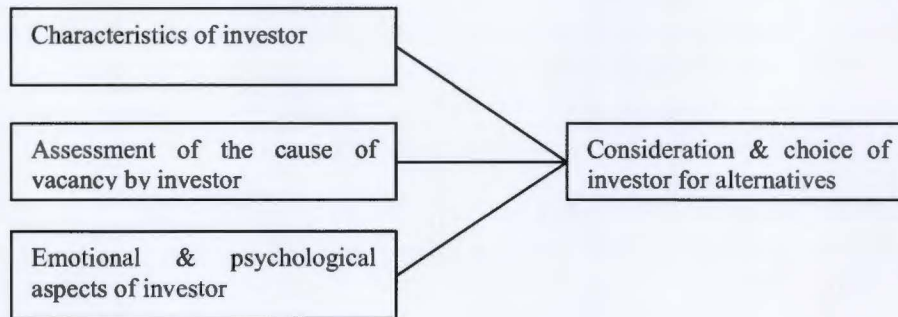 Characteristics of investor
Assessment of the cause of
vacancy by investor
Emotional & psychological
aspects of investor
Consideration & choice of
investor for alternatives